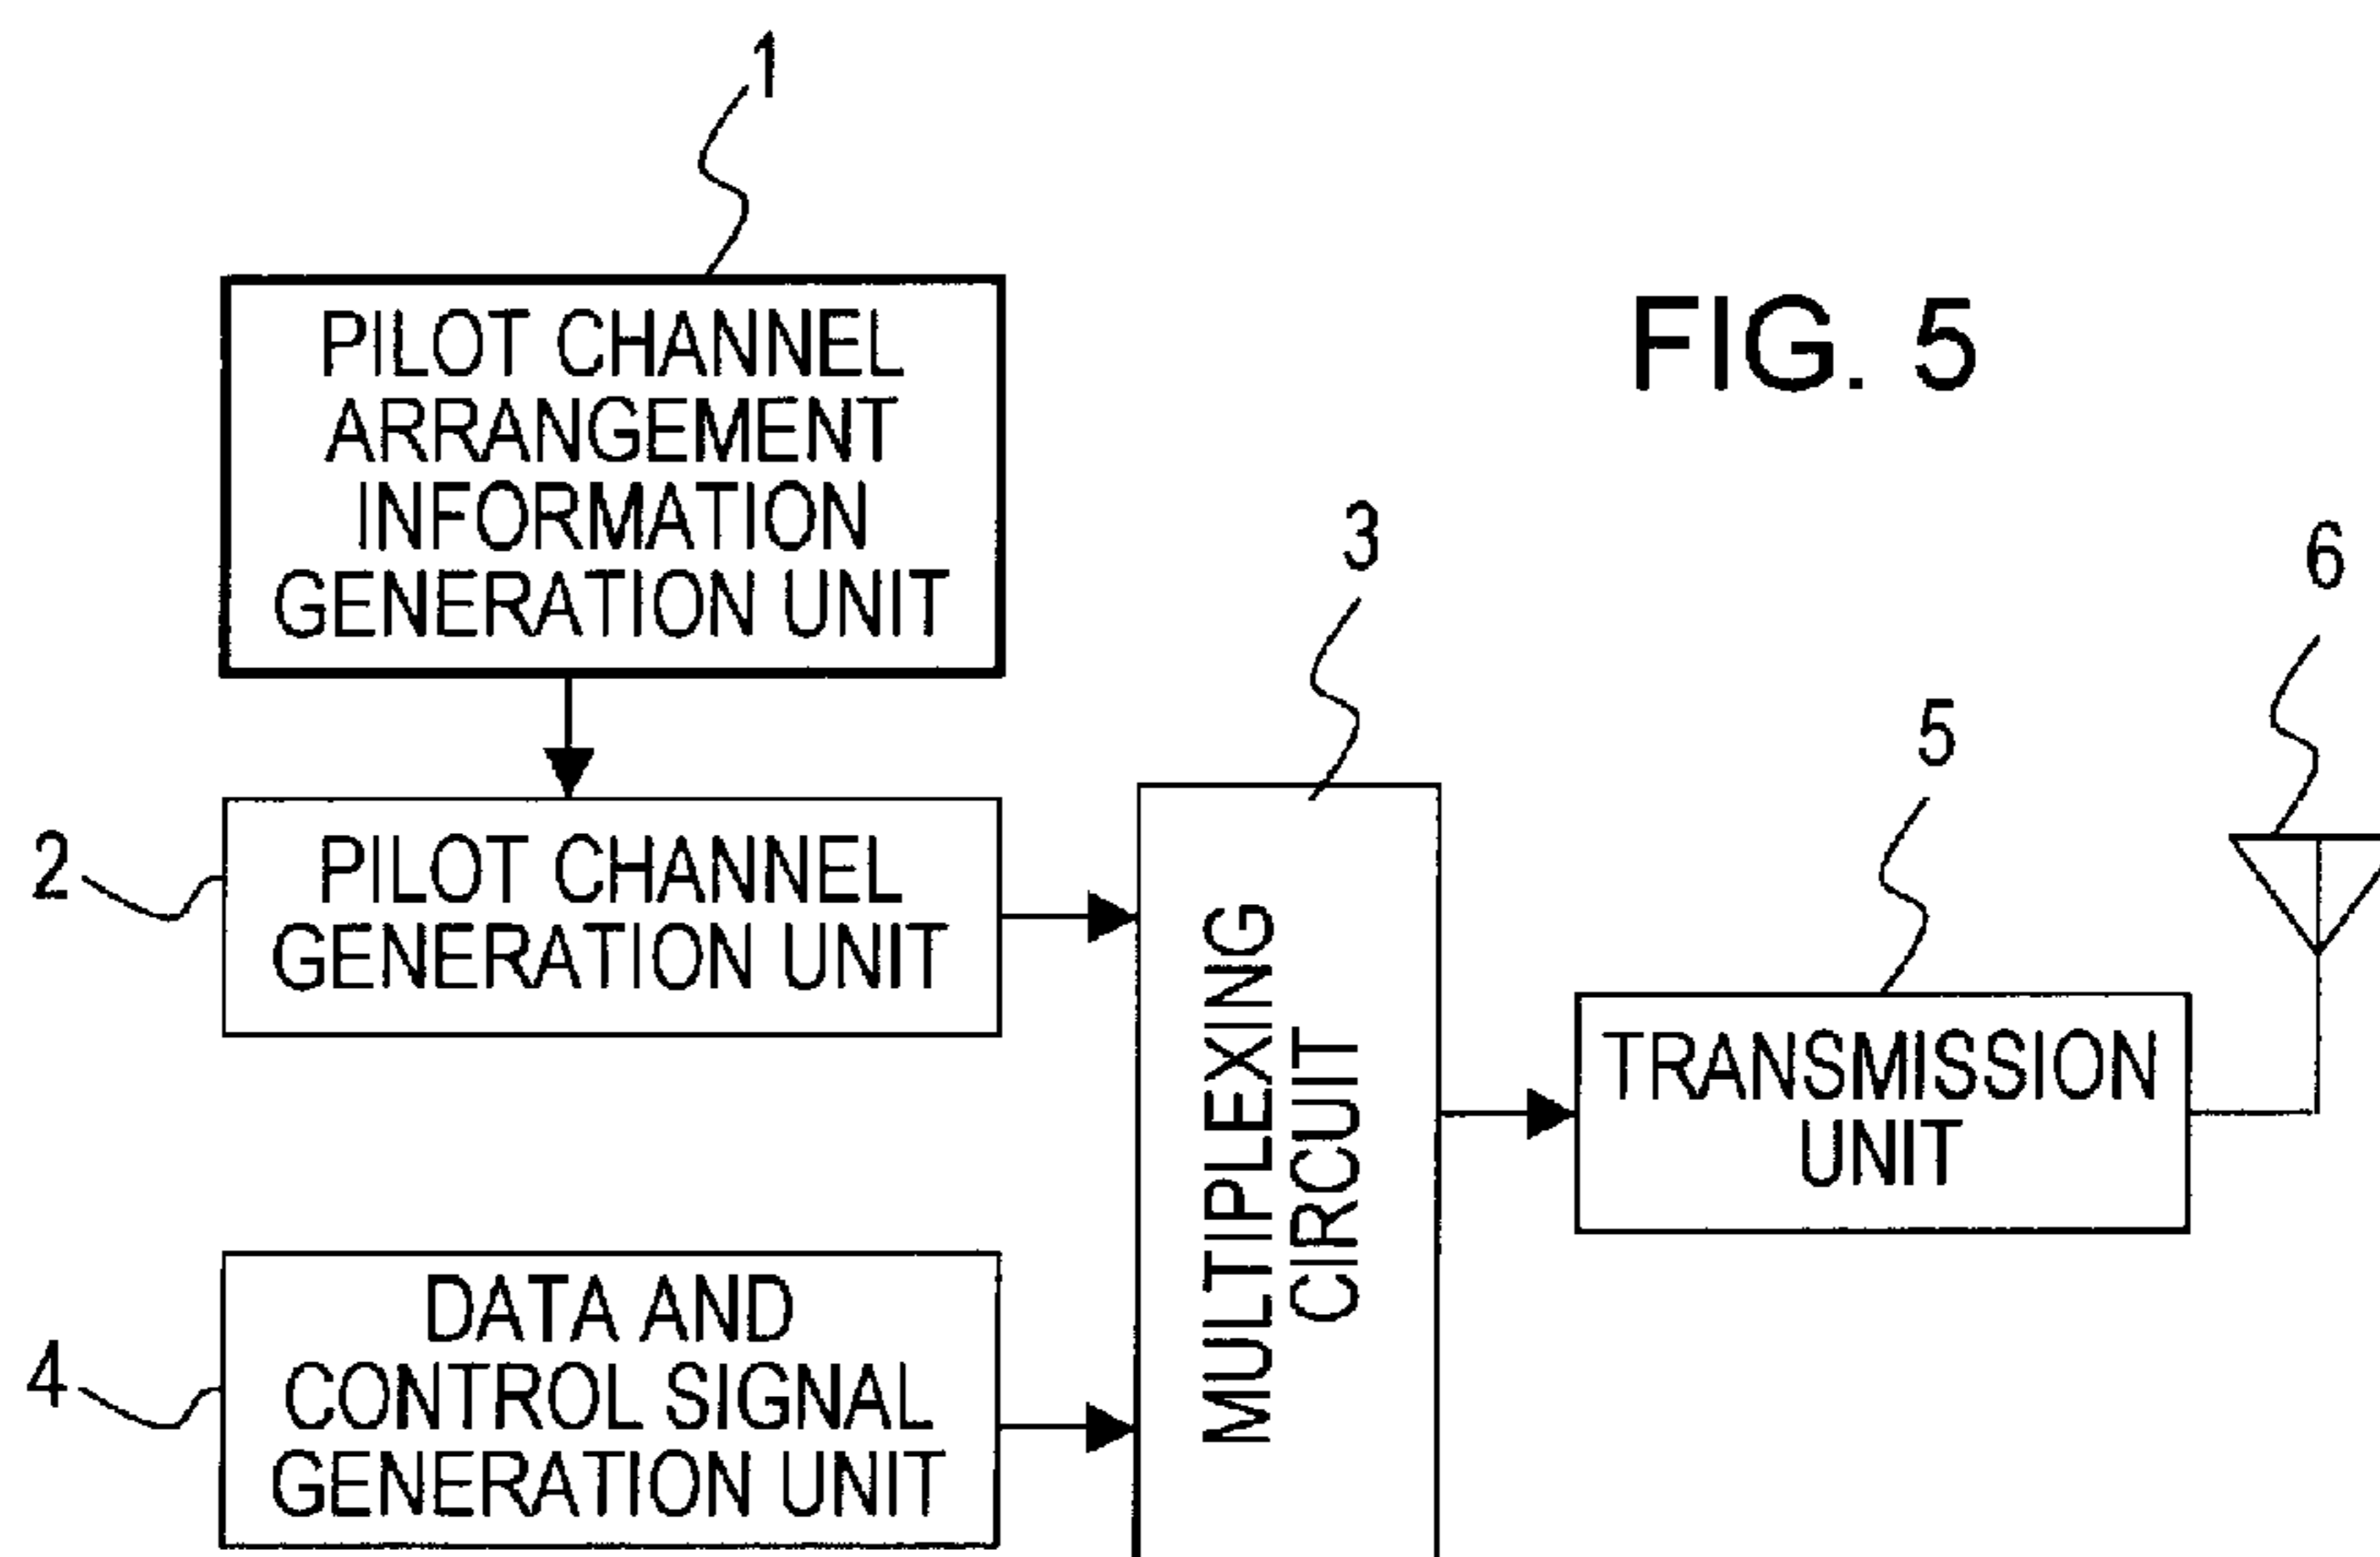 1
PILOT CHANNEL
ARRANGEMENT
INFORMATION
GENERATION UNIT
FIG. 5
3
6
5
2
PILOT CHANNEL
GENERATION UNIT
MULTIPLEXING
CIRCUIT
TRANSMISSION
UNIT
4
DATA AND
CONTROL SIGNAL
GENERATION UNIT